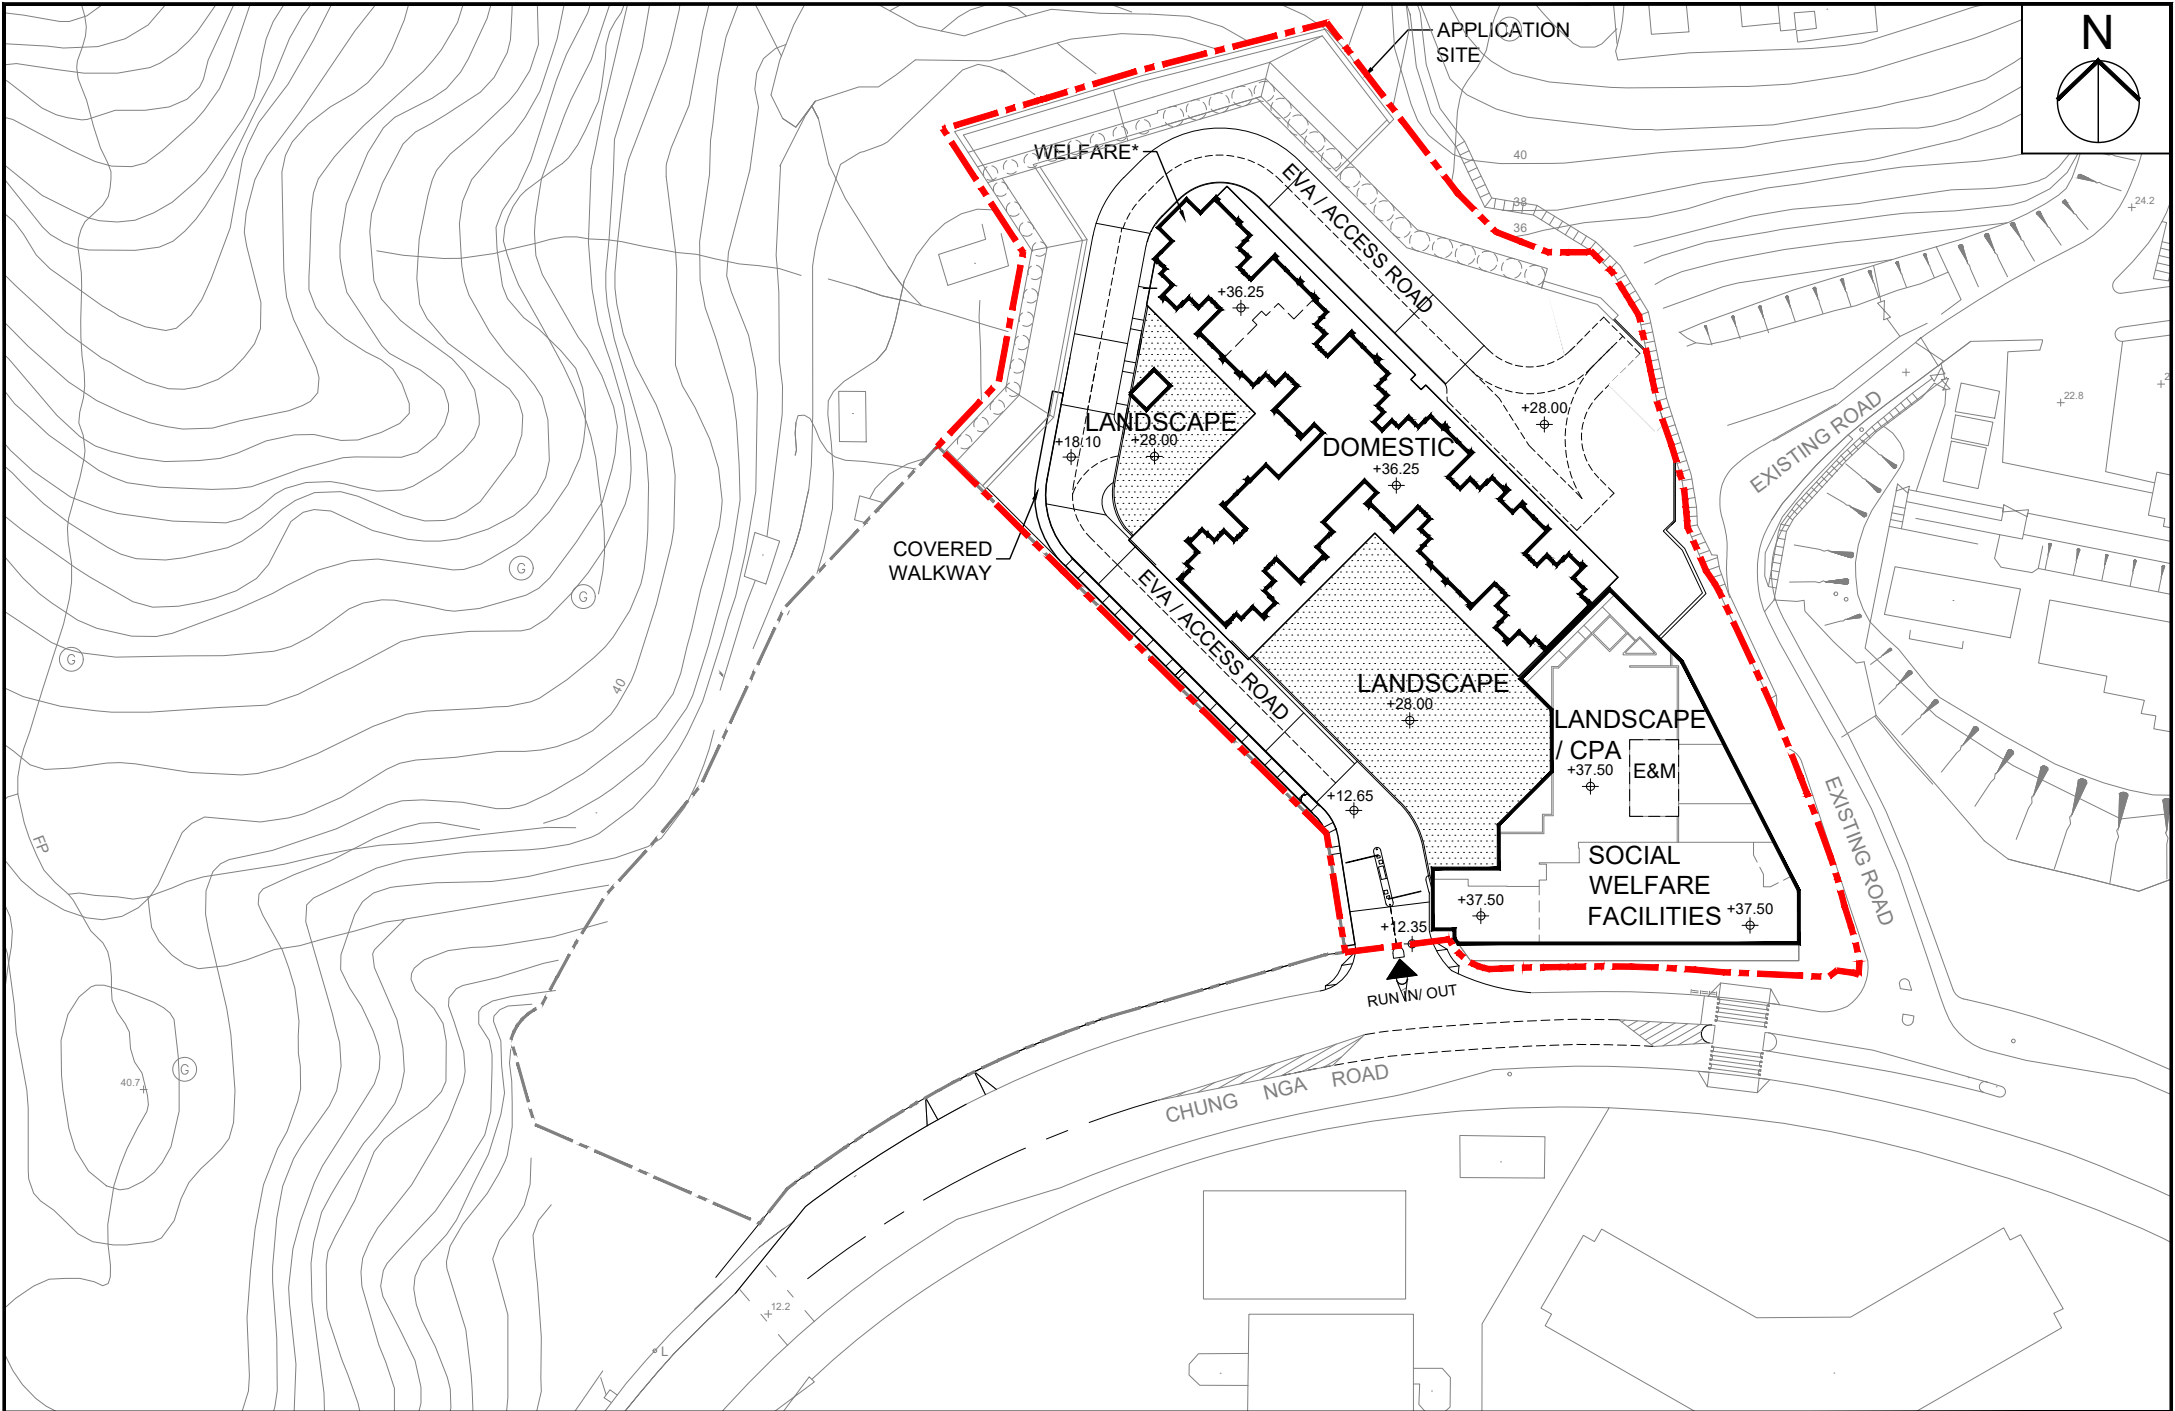 N
APPLICATION
SITE
WELFARE*
EVA / ACCESS ROAD
40
38
36
24.2
+36.25
+28.00
22.8
EXISTING ROAD
LANDSCAPE
+18.10
+28.00
DOMESTIC
+36.25
COVERED
WALKWAY
G
G
G
40
EVA / ACCESS ROAD
LANDSCAPE
+28.00
LANDSCAPE
/ CPA
+37.50
E&M
+12.65
EXISTING ROAD
FP
SOCIAL
WELFARE
FACILITIES
+37.50
+37.50
+12.35
RUN IN/ OUT
G
40.7
CHUNG NGA ROAD
12.2
L